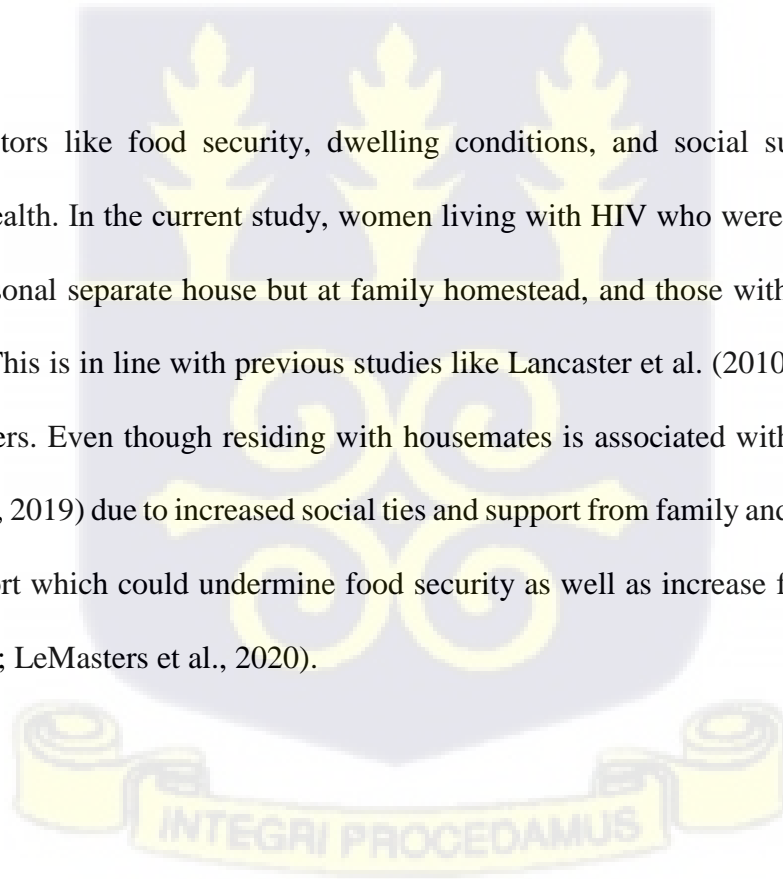 tors like food security, dwelling conditions, and social su
ealth. In the current study, women living with HIV who were
sonal separate house but at family homestead, and those with
This is in line with previous studies like Lancaster et al. (2010
ers. Even though residing with housemates is associated with
, 2019) due to increased social ties and support from family and
ort which could undermine food security as well as increase f
; LeMasters et al., 2020).
INTEGRI PROCEDAMUS